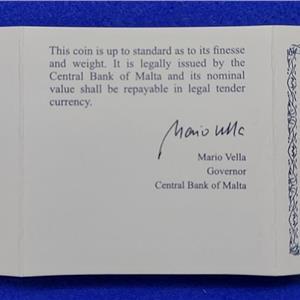 This coin is up to standard as to its finesse
and weight. It is legally issued by the
Central Bank of Malta and its nominal
value shall be repayable in legal tender
currency.
Mario Vella
Mario Vella
Governor
Central Bank of Malta